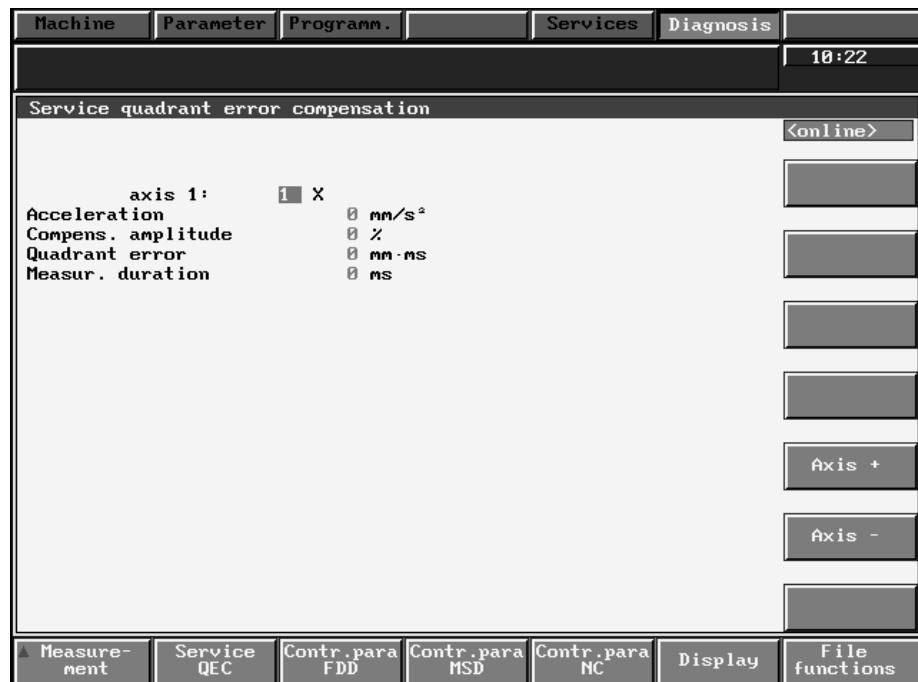 Machine Parameter Programm. Services Diagnosis
10:22
Service quadrant error compensation
<online>
axis 1: 1 X
Acceleration 0 mm/s²
Compens. amplitude 0 %
Quadrant error 0 mm·ms
Measur. duration 0 ms
Axis +
Axis -
Measure-ment
Service QEC
Contr.para FDD
Contr.para MSD
Contr.para NC
Display
File functions